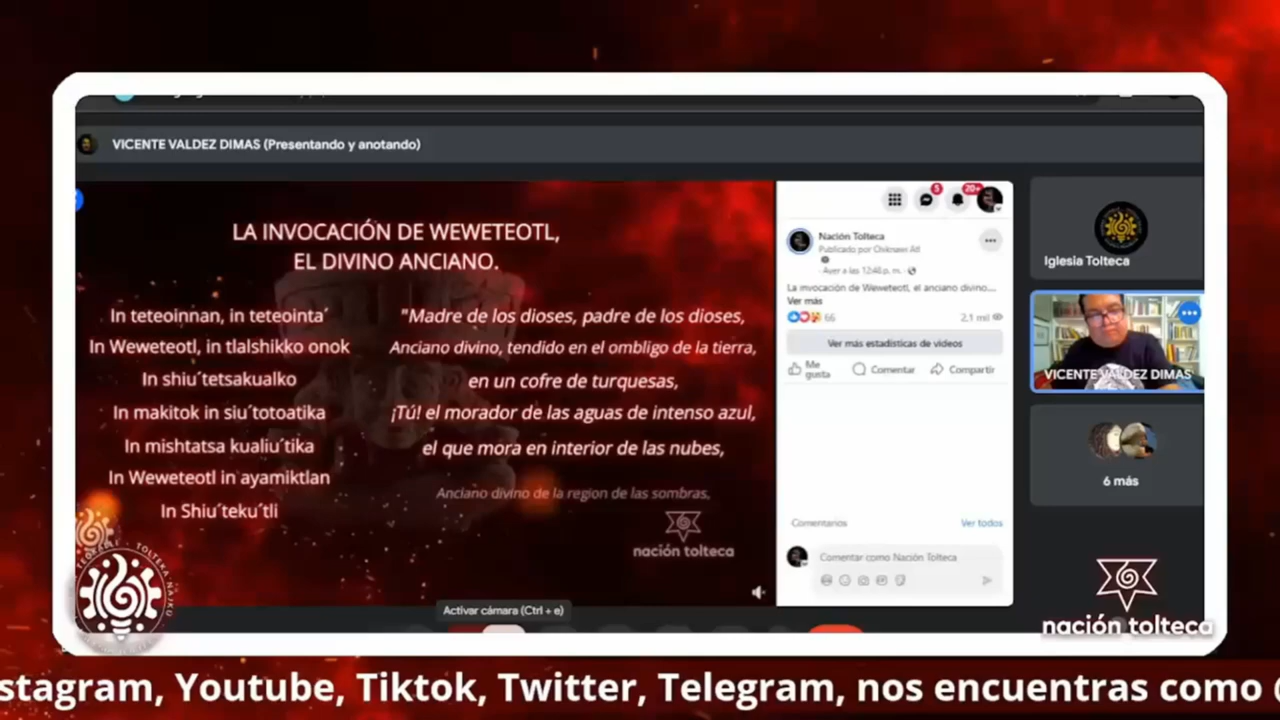 VICENTE VALDEZ DIMAS (Presentando y anotando)
LA INVOCACIÓN DE WEWETEOTL,
EL DIVINO ANCIANO.
In teteoinnan, in teteointa´
In Weweteotl, in tlalshikko onok
In shiu´tetsakualko
In makitok in siu´totoatika
In mishtatsa kualiu´tika
In Weweteotl in ayamiktlan
In Shiu´teku´tli
"Madre de los dioses, padre de los dioses,
Anciano divino, tendido en el ombligo de la tierra,
en un cofre de turquesas,
¡Tú! el morador de las aguas de intenso azul,
el que mora en interior de las nubes,
Anciano divino de la region de las sombras,
nación tolteca
5
20+
Nación Tolteca
Publicado por Chiknawi Atl
· Ayer a las 12:48 p. m. ·
La invocación de Weweteotl, el anciano divino....
Ver más
66
2,1 mil
Ver más estadísticas de videos
Me gusta
Comentar
Compartir
Comentarios
Ver todos
Comentar como Nación Tolteca
Iglesia Tolteca
VICENTE VALDEZ DIMAS
6 más
Activar cámara (Ctrl + e)
TOLTEKA NAJKO
nación tolteca
stagram, Youtube, Tiktok, Twitter, Telegram, nos encuentras como